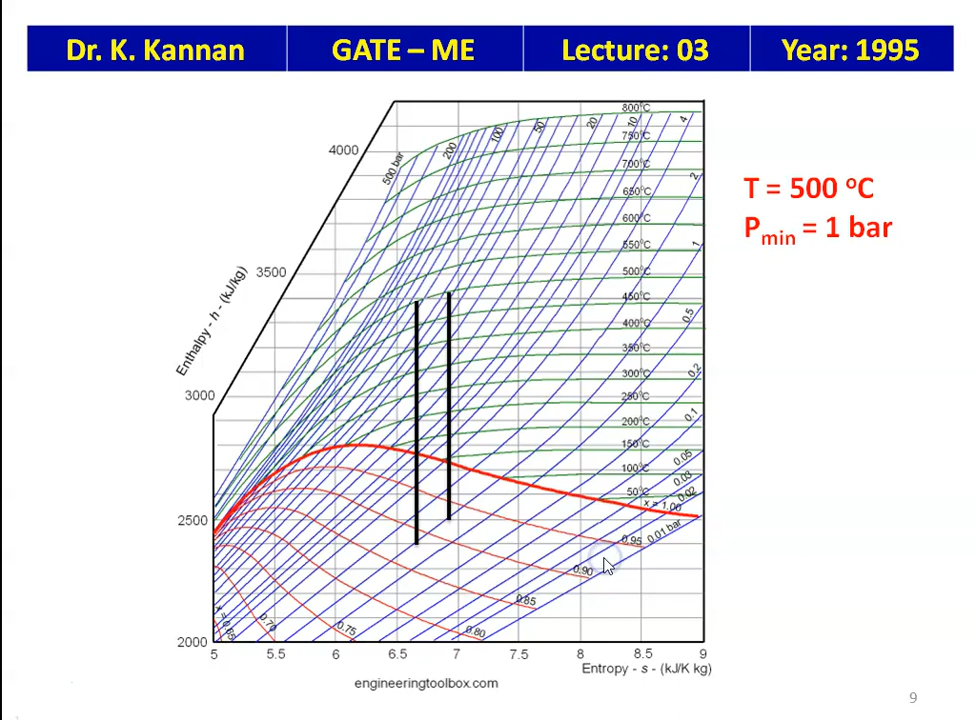 Dr. K. Kannan GATE – ME Lecture: 03 Year: 1995
T = 500 °C
Pmin = 1 bar
Enthalpy - h - (kJ/kg)
4000
3500
3000
2500
2000
500 bar
200
100
50
20
10
4
2
1
0.5
0.2
0.1
0.05
0.03
0.02
0.01 bar
800°C
750°C
700°C
650°C
600°C
550°C
500°C
450°C
400°C
350°C
300°C
250°C
200°C
150°C
100°C
50°C
x = 1.00
0.95
0.90
0.85
0.80
0.75
0.70
x = 0.65
5 5.5 6 6.5 7 7.5 8 8.5 9
Entropy - s - (kJ/K kg)
engineeringtoolbox.com
9